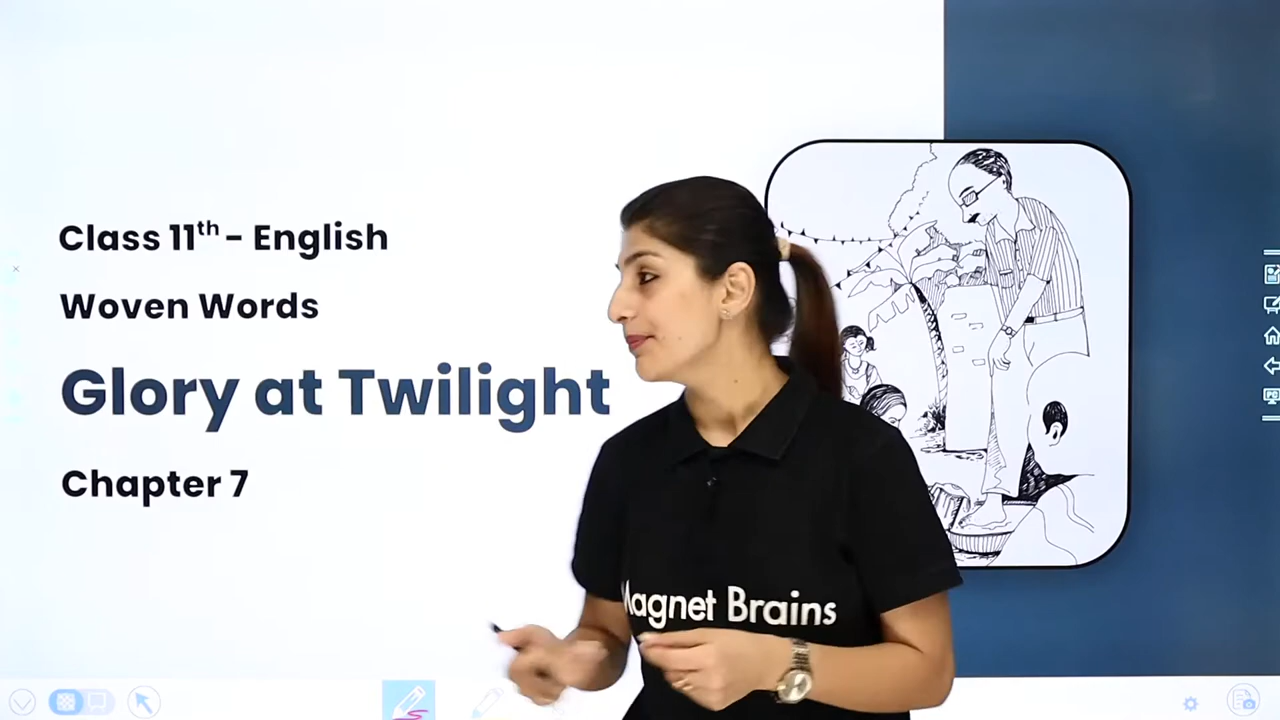 Class 11th - English
Woven Words
Glory at Twilight
Chapter 7
Magnet Brains